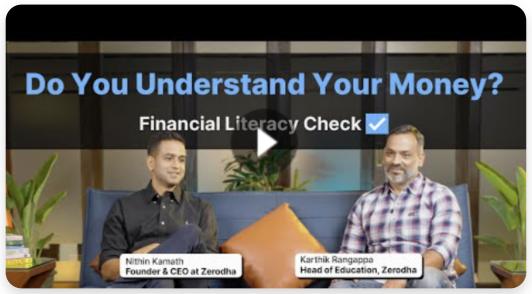 Do You Understand Your Money?
Financial Literacy Check ✅
Nithin Kamath
Founder & CEO at Zerodha
Karthik Rangappa
Head of Education, Zerodha